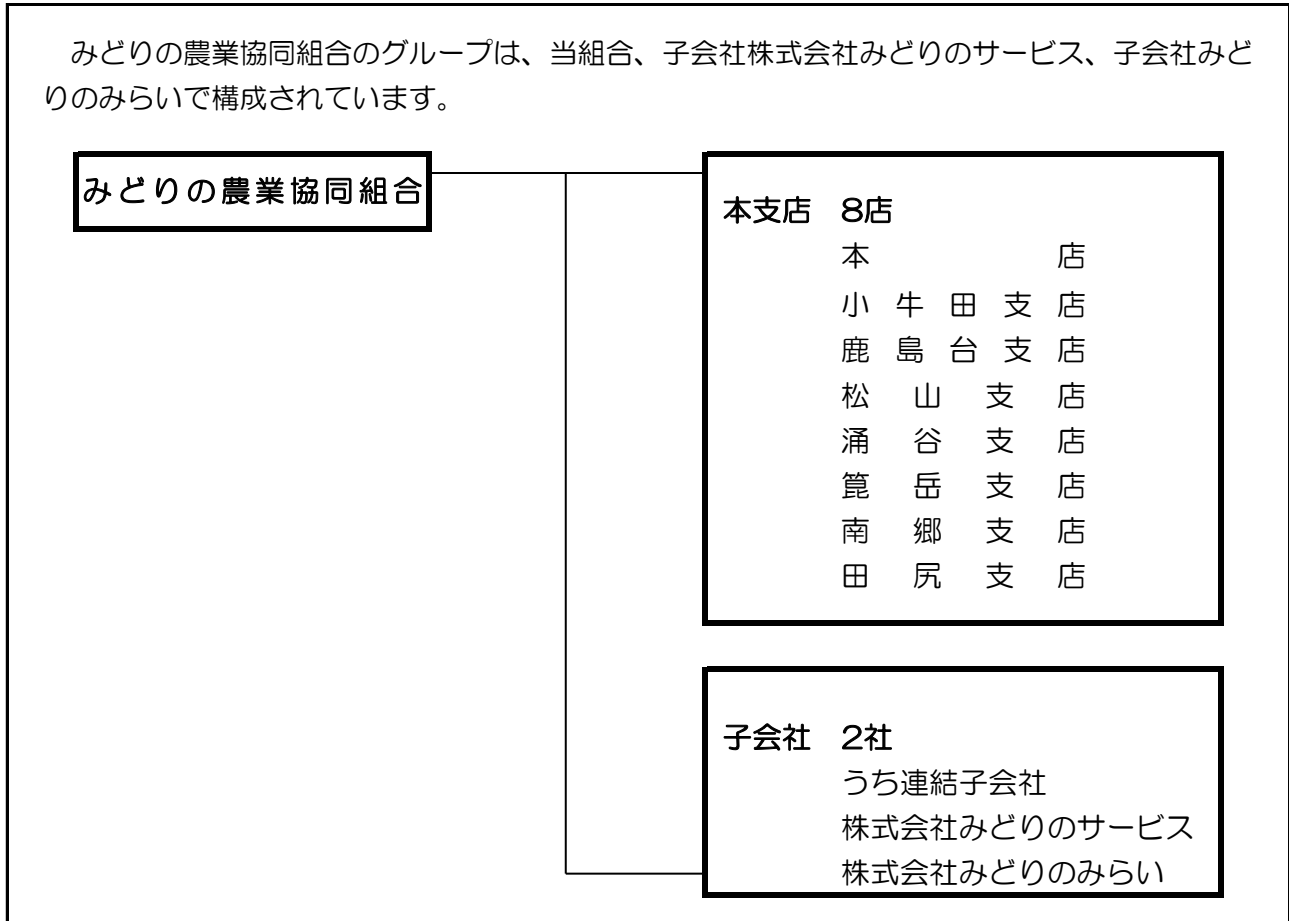 みどりの農業協同組合のグループは、当組合、子会社株式会社みどりのサービス、子会社みど
りのみらいで構成されています。
みどりの農業協同組合
本支店 8店
本店
小牛田支店
鹿島台支店
松山支店
涌谷支店
箟岳支店
南郷支店
田尻支店
子会社 2社
うち連結子会社
株式会社みどりのサービス
株式会社みどりのみらい